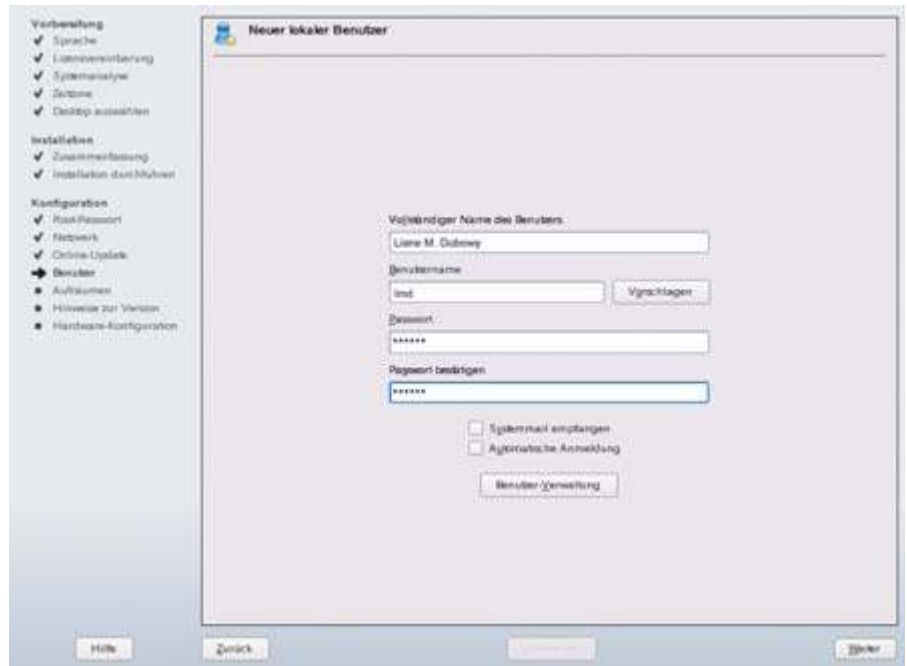 Vorbereitung
Sprache
Lizenzvereinbarung
Systemanalyse
Zeitzone
Desktop auswählen
Installation
Zusammenfassung
Installation durchführen
Konfiguration
Root-Passwort
Netzwerk
Online-Update
Benutzer
Aufräumen
Hinweise zur Version
Hardware-Konfiguration
Neuer lokaler Benutzer
Vollständiger Name des Benutzers
Liane M. Dubowy
Benutzername
lmd
Vorschlagen
Passwort
••••••
Passwort bestätigen
••••••
Systemmail empfangen
Automatische Anmeldung
Benutzer-Verwaltung
Hilfe
Zurück
Weiter